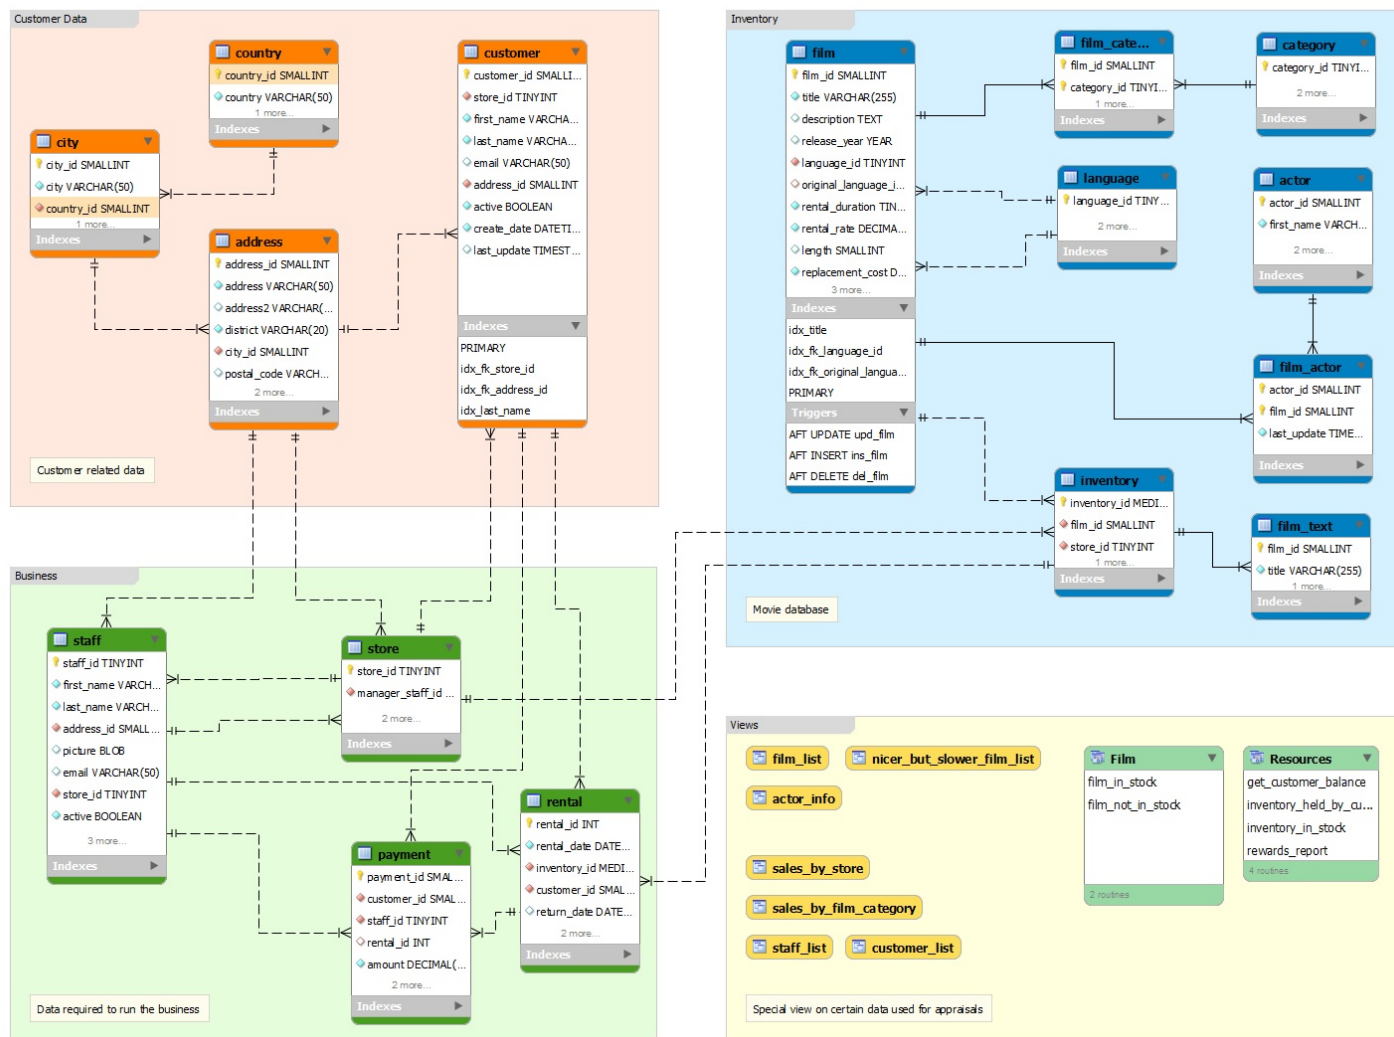 Customer Data
country
country_id SMALLINT
country VARCHAR(50)
1 more...
Indexes
customer
customer_id SMALLI...
store_id TINYINT
first_name VARCHA...
last_name VARCHA...
email VARCHAR(50)
address_id SMALLINT
active BOOLEAN
create_date DATETI...
last_update TIMEST...
Indexes
PRIMARY
idx_fk_store_id
idx_fk_address_id
idx_last_name
city
city_id SMALLINT
city VARCHAR(50)
country_id SMALLINT
1 more...
Indexes
address
address_id SMALLINT
address VARCHAR(50)
address2 VARCHAR(...
district VARCHAR(20)
city_id SMALLINT
postal_code VARCH...
2 more...
Indexes
Customer related data
Inventory
film
film_id SMALLINT
title VARCHAR(255)
description TEXT
release_year YEAR
language_id TINYINT
original_language_i...
rental_duration TIN...
rental_rate DECIMA...
length SMALLINT
replacement_cost D...
3 more...
Indexes
idx_title
idx_fk_language_id
idx_fk_original_langua...
PRIMARY
Triggers
AFT UPDATE upd_film
AFT INSERT ins_film
AFT DELETE del_film
film_cate...
film_id SMALLINT
category_id TINYI...
1 more...
Indexes
category
category_id TINYI...
2 more...
Indexes
language
language_id TINY...
2 more...
Indexes
actor
actor_id SMALLINT
first_name VARCH...
2 more...
Indexes
film_actor
actor_id SMALLINT
film_id SMALLINT
last_update TIME...
Indexes
inventory
inventory_id MEDI...
film_id SMALLINT
store_id TINYINT
1 more...
Indexes
film_text
film_id SMALLINT
title VARCHAR(255)
1 more...
Indexes
Movie database
Business
staff
staff_id TINYINT
first_name VARCH...
last_name VARCH...
address_id SMALL...
picture BLOB
email VARCHAR(50)
store_id TINYINT
active BOOLEAN
3 more...
Indexes
store
store_id TINYINT
manager_staff_id ...
2 more...
Indexes
payment
payment_id SMAL...
customer_id SMAL...
staff_id TINYINT
rental_id INT
amount DECIMAL(...
2 more...
Indexes
rental
rental_id INT
rental_date DATE...
inventory_id MEDI...
customer_id SMAL...
return_date DATE...
2 more...
Indexes
Data required to run the business
Views
film_list
nicer_but_slower_film_list
actor_info
sales_by_store
sales_by_film_category
staff_list
customer_list
Film
film_in_stock
film_not_in_stock
2 routines
Resources
get_customer_balance
inventory_held_by_cu...
inventory_in_stock
rewards_report
4 routines
Special view on certain data used for appraisals